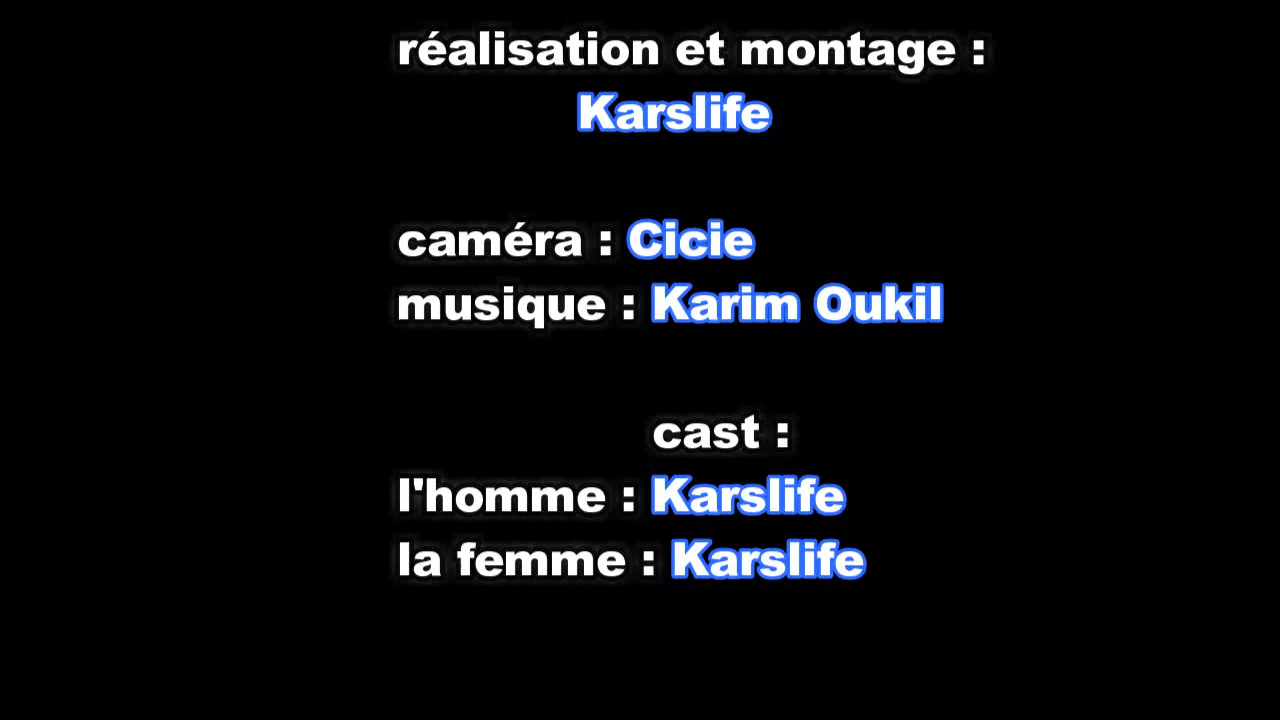 réalisation et montage :
Karslife
caméra : Cicie
musique : Karim Oukil
cast :
l'homme : Karslife
la femme : Karslife